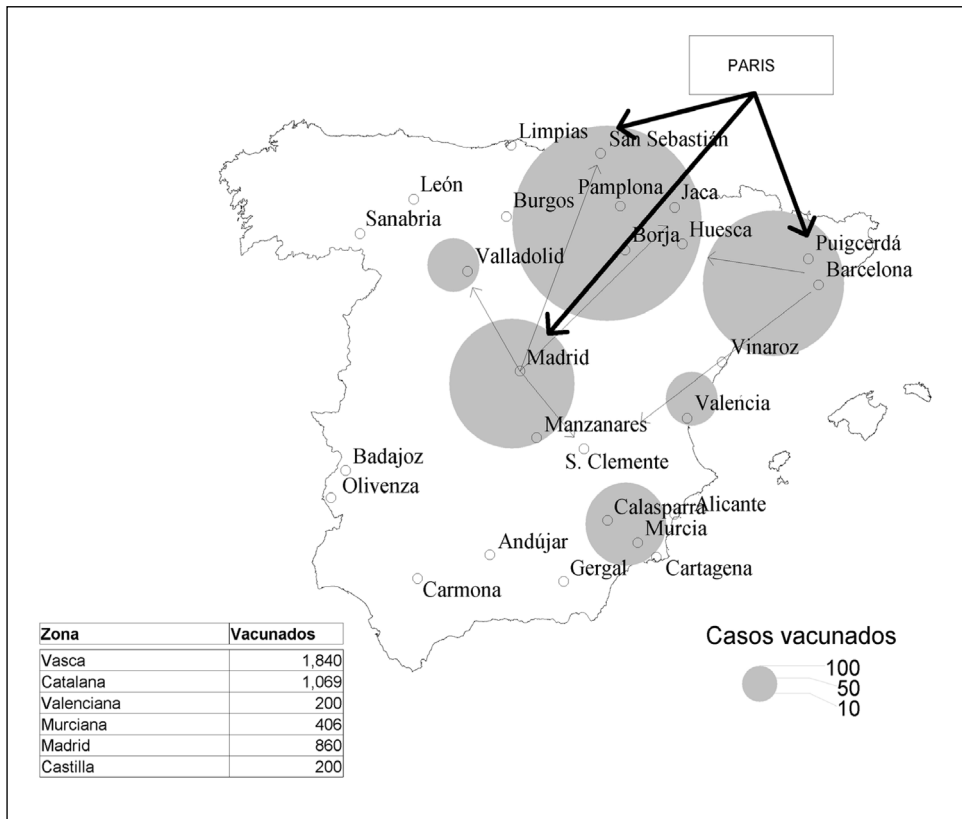 PARIS
Limpias
San Sebastián
León
Pamplona
Jaca
Burgos
Sanabria
Borja
Huesca
Valladolid
Puigcerdá
Barcelona
Madrid
Vinaroz
Valencia
Manzanares
S. Clemente
Badajoz
Olivenza
Calasparra
Alicante
Murcia
Andújar
Gergal
Cartagena
Carmona
Zona Vacunados
Vasca 1,840
Catalana 1,069
Valenciana 200
Murciana 406
Madrid 860
Castilla 200
Casos vacunados
100
50
10